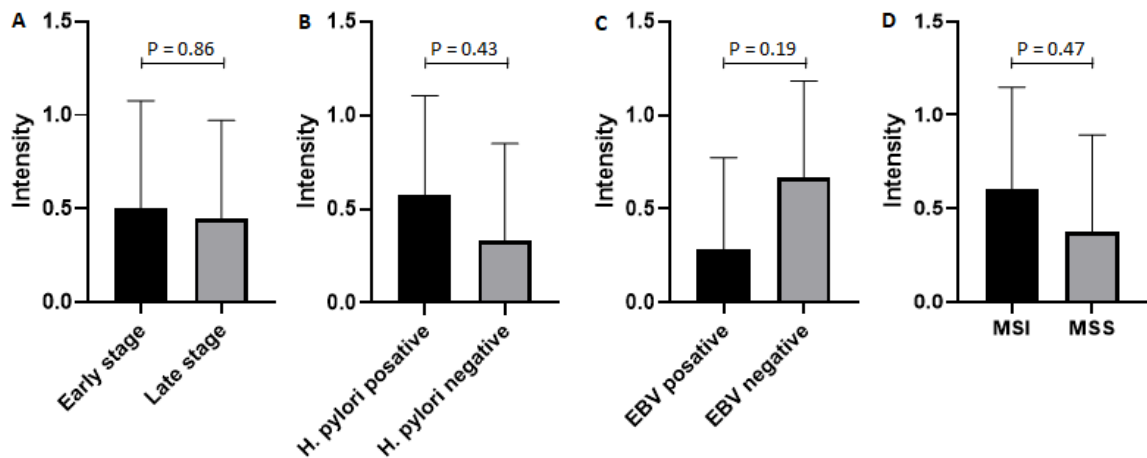 A
1.5
P = 0.86
1.0
Intensity
0.5
0.0
Early stage
Late stage
B
1.5
P = 0.43
1.0
Intensity
0.5
0.0
H. pylori posative
H. pylori negative
C
1.5
P = 0.19
1.0
Intensity
0.5
0.0
EBV posative
EBV negative
D
1.5
P = 0.47
1.0
Intensity
0.5
0.0
MSI
MSS